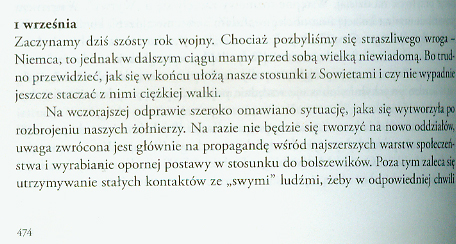 1 września
Zaczynamy dziś szósty rok wojny. Chociaż pozbyliśmy się straszliwego wroga –
Niemca, to jednak w dalszym ciągu mamy przed sobą wielką niewiadomą. Bo trud-
no przewidzieć, jak się w końcu ułożą nasze stosunki z Sowietami i czy nie wypadnie
jeszcze staczać z nimi ciężkiej walki.
Na wczorajszej odprawie szeroko omawiano sytuację, jaka się wytworzyła po
rozbrojeniu naszych żołnierzy. Na razie nie będzie się tworzyć na nowo oddziałów,
uwaga zwrócona jest głównie na propagandę wśród najszerszych warstw społeczeń-
stwa i wyrabianie opornej postawy w stosunku do bolszewików. Poza tym zaleca się
utrzymywanie stałych kontaktów ze „swymi” ludźmi, żeby w odpowiedniej chwili
474